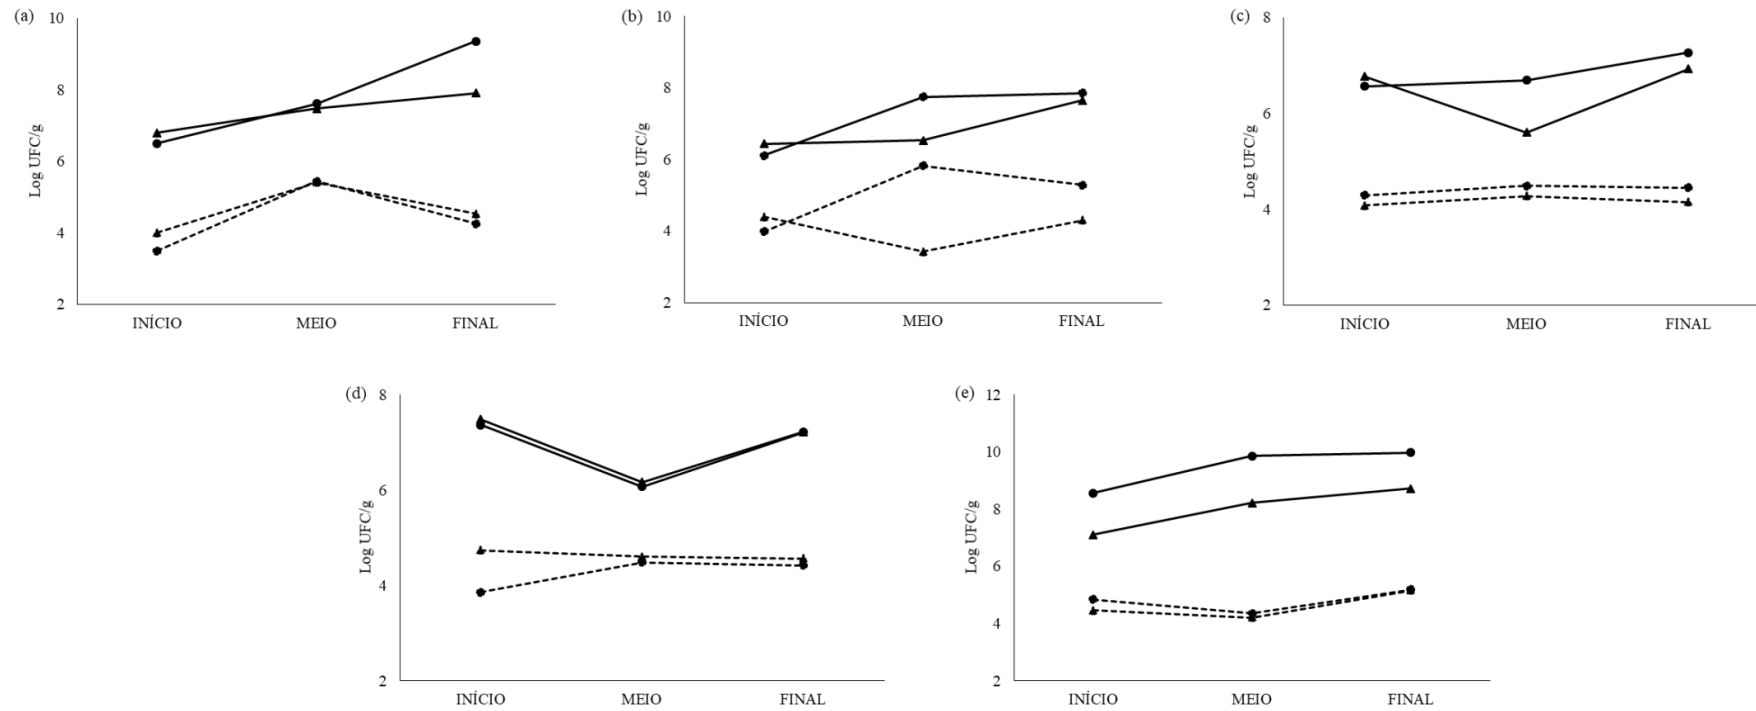 (a)
10
8
6
4
2
Log UFC/g
INÍCIO MEIO FINAL
(b)
10
8
6
4
2
Log UFC/g
INÍCIO MEIO FINAL
(c)
8
6
4
2
Log UFC/g
INÍCIO MEIO FINAL
(d)
8
6
4
2
Log UFC/g
INÍCIO MEIO FINAL
(e)
12
10
8
6
4
2
Log UFC/g
INÍCIO MEIO FINAL